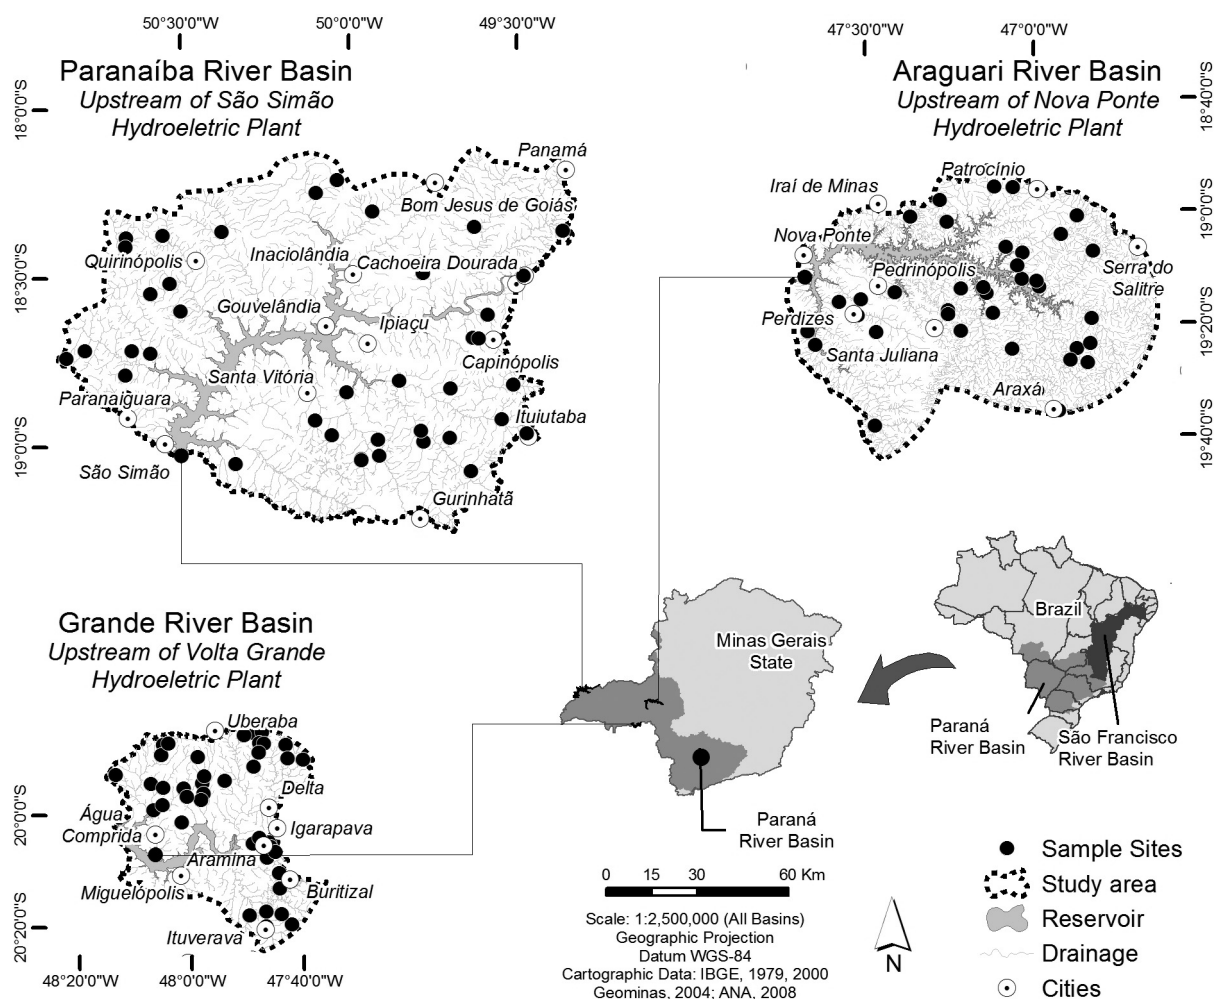 50°30'0"W
50°0'0"W
49°30'0"W
47°30'0"W
47°0'0"W
Paranaíba River Basin
Upstream of São Simão
Hydroeletric Plant
18°0'0"S
18°30'0"S
19°0'0"S
Panamá
Bom Jesus de Goiás
Quirinópolis
Inaciolândia
Cachoeira Dourada
Gouvelândia
Ipiaçu
Capinópolis
Santa Vitória
Paranaiguara
Ituiutaba
São Simão
Gurinhatã
Araguari River Basin
Upstream of Nova Ponte
Hydroeletric Plant
18°40'0"S
19°0'0"S
19°20'0"S
19°40'0"S
Patrocínio
Iraí de Minas
Nova Ponte
Pedrinópolis
Serra do
Salitre
Perdizes
Santa Juliana
Araxá
Grande River Basin
Upstream of Volta Grande
Hydroeletric Plant
Uberaba
Delta
Água
Comprida
Igarapava
Aramina
Miguelópolis
Buritizal
Ituverava
20°0'0"S
20°20'0"S
48°20'0"W
48°0'0"W
47°40'0"W
Minas Gerais
State
Paraná
River Basin
Brazil
Paraná
River Basin
São Francisco
River Basin
0
15
30
60 Km
Scale: 1:2,500,000 (All Basins)
Geographic Projection
Datum WGS-84
Cartographic Data: IBGE, 1979, 2000
Geominas, 2004; ANA, 2008
N
Sample Sites
Study area
Reservoir
Drainage
Cities